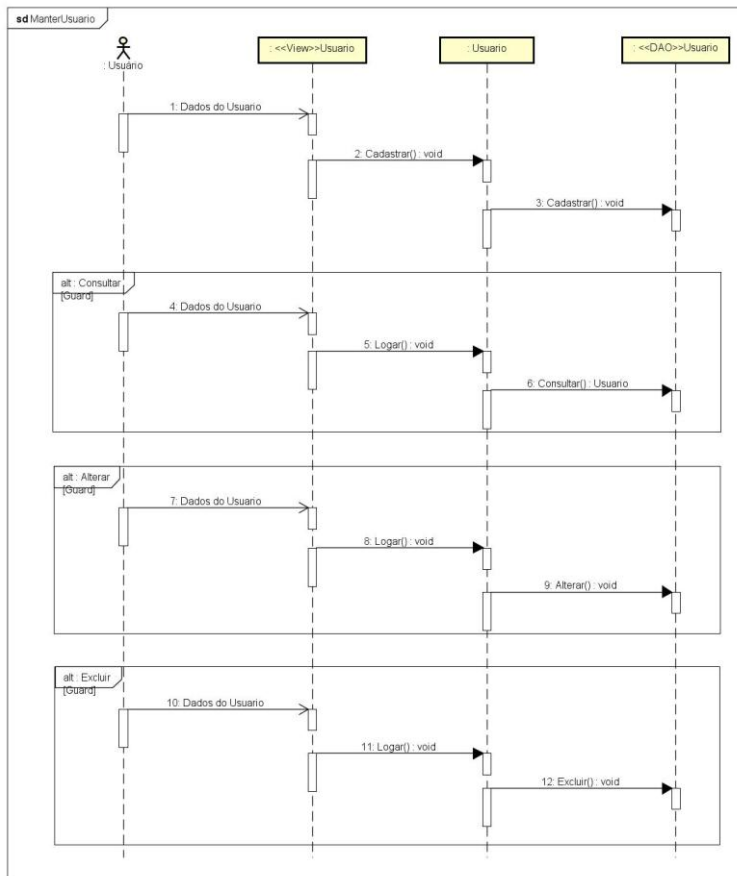 sd ManterUsuario
: Usuário
: <<View>>Usuario
: Usuario
: <<DAO>>Usuario
1: Dados do Usuario
2: Cadastrar() : void
3: Cadastrar() : void
alt : Consultar
[Guard]
4: Dados do Usuario
5: Logar() : void
6: Consultar() : Usuario
alt : Alterar
[Guard]
7: Dados do Usuario
8: Logar() : void
9: Alterar() : void
alt : Excluir
[Guard]
10: Dados do Usuario
11: Logar() : void
12: Excluir() : void